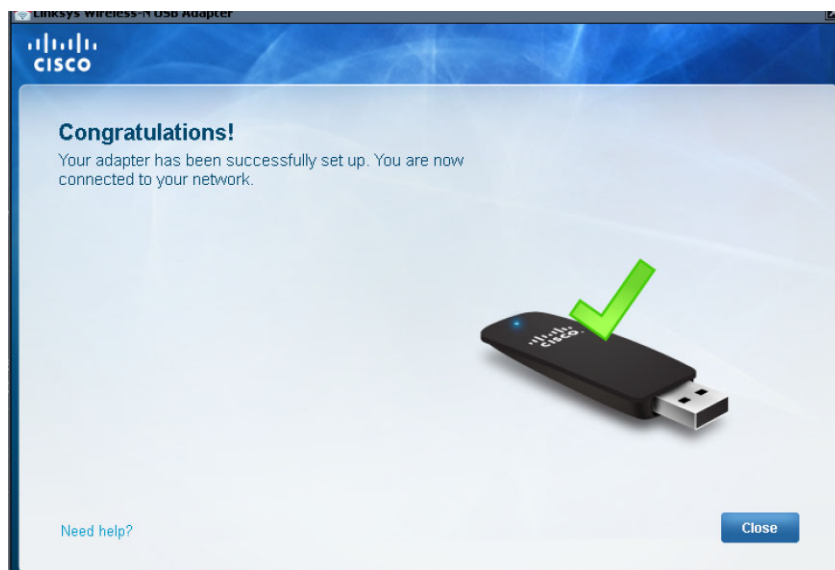 Linksys Wireless-N USB Adapter
CISCO
Congratulations!
Your adapter has been successfully set up. You are now
connected to your network.
CISCO
Need help?
Close